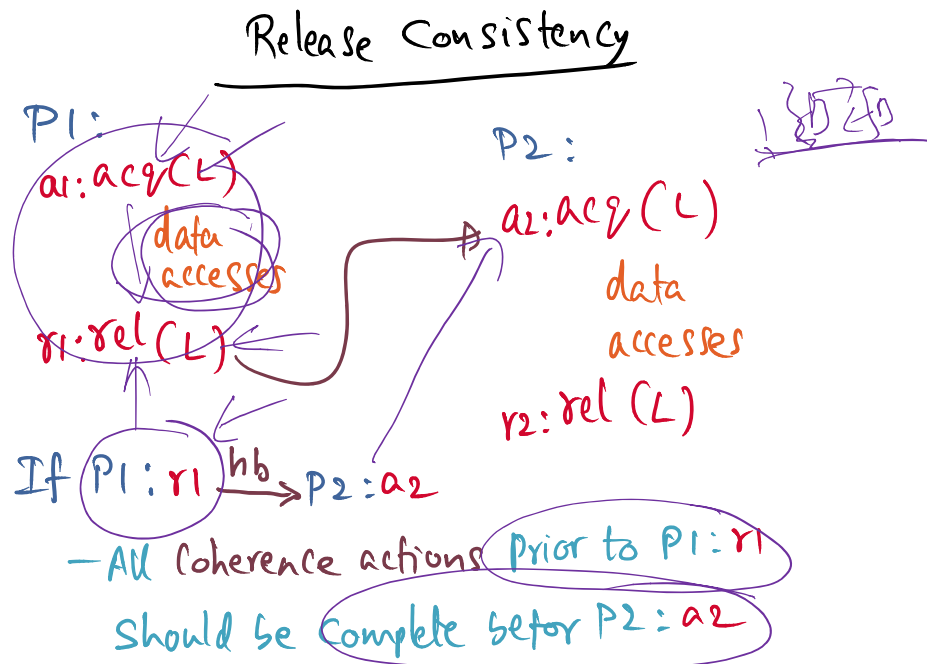 Release Consistency
P1:
a1: acq(L)
data
accesses
r1: rel(L)
P2:
a2: acq(L)
data
accesses
r2: rel(L)
If P1: r1 hb P2: a2
- All Coherence actions prior to P1: r1
should be complete befor P2: a2